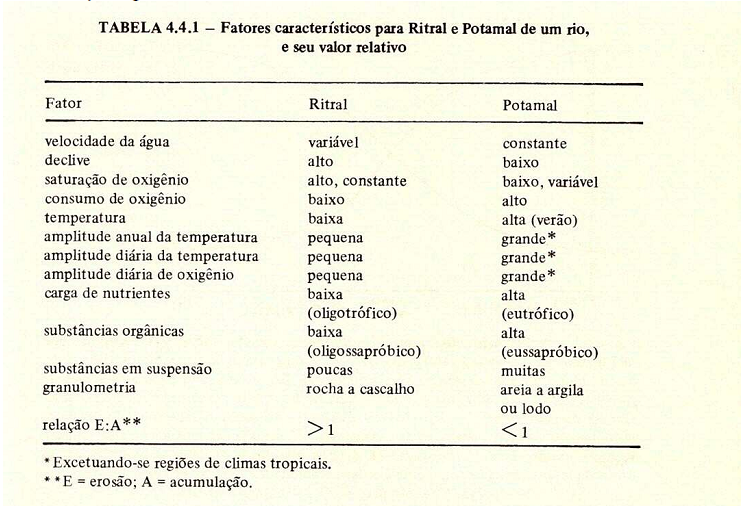 TABELA 4.4.1 – Fatores característicos para Ritral e Potamal de um rio,
e seu valor relativo
Fator Ritral Potamal
velocidade da água variável constante
declive alto baixo
saturação de oxigênio alto, constante baixo, variável
consumo de oxigênio baixo alto
temperatura baixa alta (verão)
amplitude anual da temperatura pequena grande*
amplitude diária da temperatura pequena grande*
amplitude diária de oxigênio pequena grande*
carga de nutrientes baixa alta
(oligotrófico) (eutrófico)
substâncias orgânicas baixa alta
(oligossapróbico) (eussapróbico)
substâncias em suspensão poucas muitas
granulometria rocha a cascalho areia a argila
ou lodo
relação E:A** >1 <1
*Excetuando-se regiões de climas tropicais.
**E = erosão; A = acumulação.